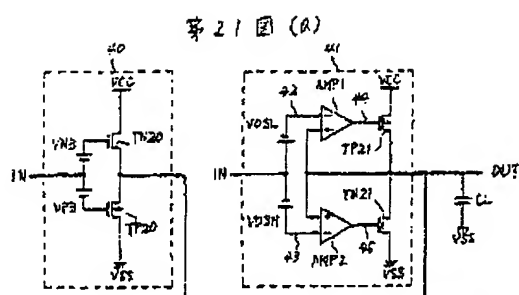 第21図(a)
40
41
VCC
VCC
42
AMP1
44
VN3
TN20
VOSL
TP21
IN
IN
OUT
VP3
TP20
VOSH
TN21
CL
43
AMP2
45
VSS
VSS
VSS